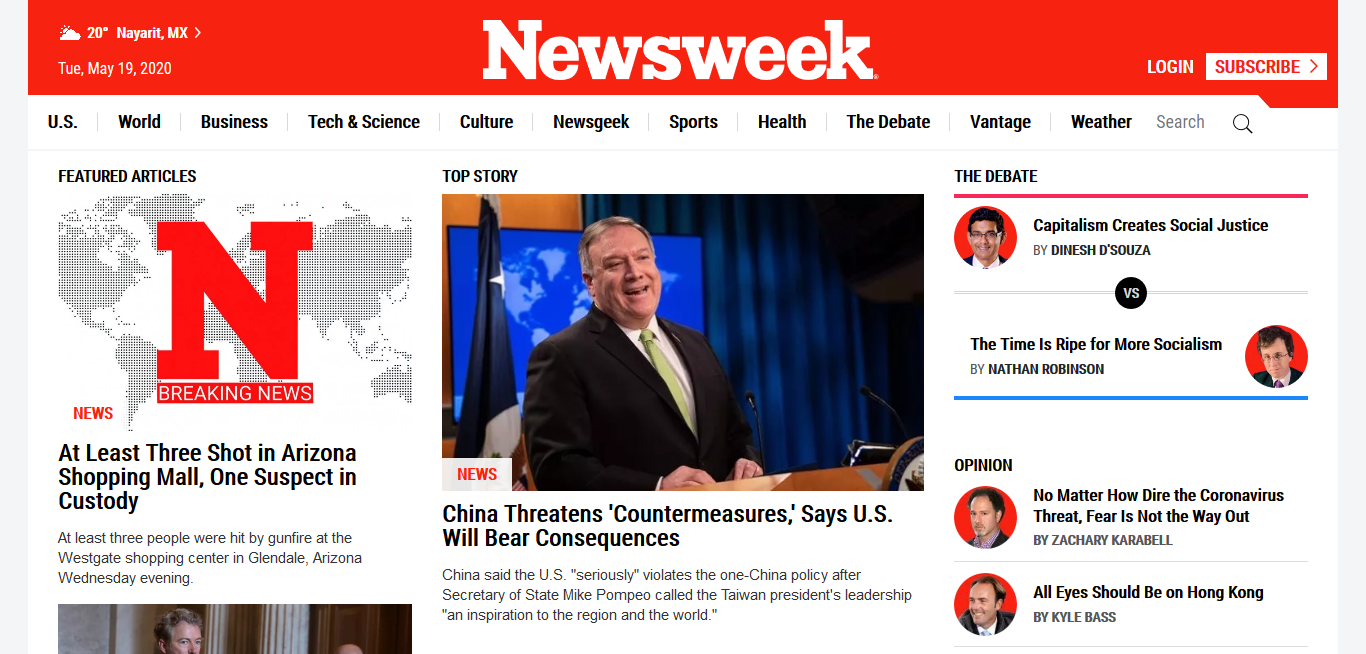 20° Nayarit, MX
Tue, May 19, 2020
Newsweek
LOGIN SUBSCRIBE
U.S. World Business Tech & Science Culture Newsgeek Sports Health The Debate Vantage Weather Search
FEATURED ARTICLES
N
BREAKING NEWS
NEWS
At Least Three Shot in Arizona
Shopping Mall, One Suspect in
Custody
At least three people were hit by gunfire at the
Westgate shopping center in Glendale, Arizona
Wednesday evening.
TOP STORY
NEWS
China Threatens 'Countermeasures,' Says U.S.
Will Bear Consequences
China said the U.S. "seriously" violates the one-China policy after
Secretary of State Mike Pompeo called the Taiwan president's leadership
"an inspiration to the region and the world."
THE DEBATE
Capitalism Creates Social Justice
BY DINESH D'SOUZA
VS
The Time Is Ripe for More Socialism
BY NATHAN ROBINSON
OPINION
No Matter How Dire the Coronavirus
Threat, Fear Is Not the Way Out
BY ZACHARY KARABELL
All Eyes Should Be on Hong Kong
BY KYLE BASS